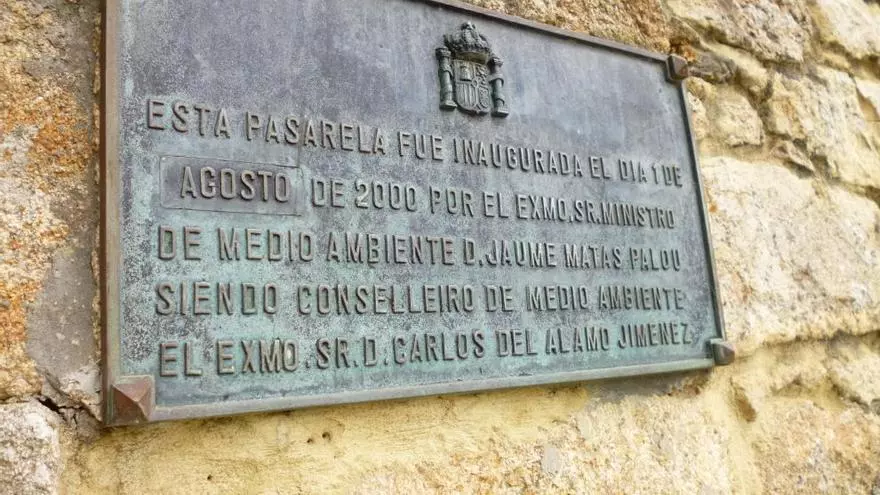 ESTA PASARELA FUE INAUGURADA EL DIA 1 DE
AGOSTO DE 2000 POR EL EXMO.SR.MINISTRO
DE MEDIO AMBIENTE D.JAUME MATAS PALOU
SIENDO CONSELLEIRO DE MEDIO AMBIENTE
EL EXMO.SR.D.CARLOS DEL ALAMO JIMENEZ